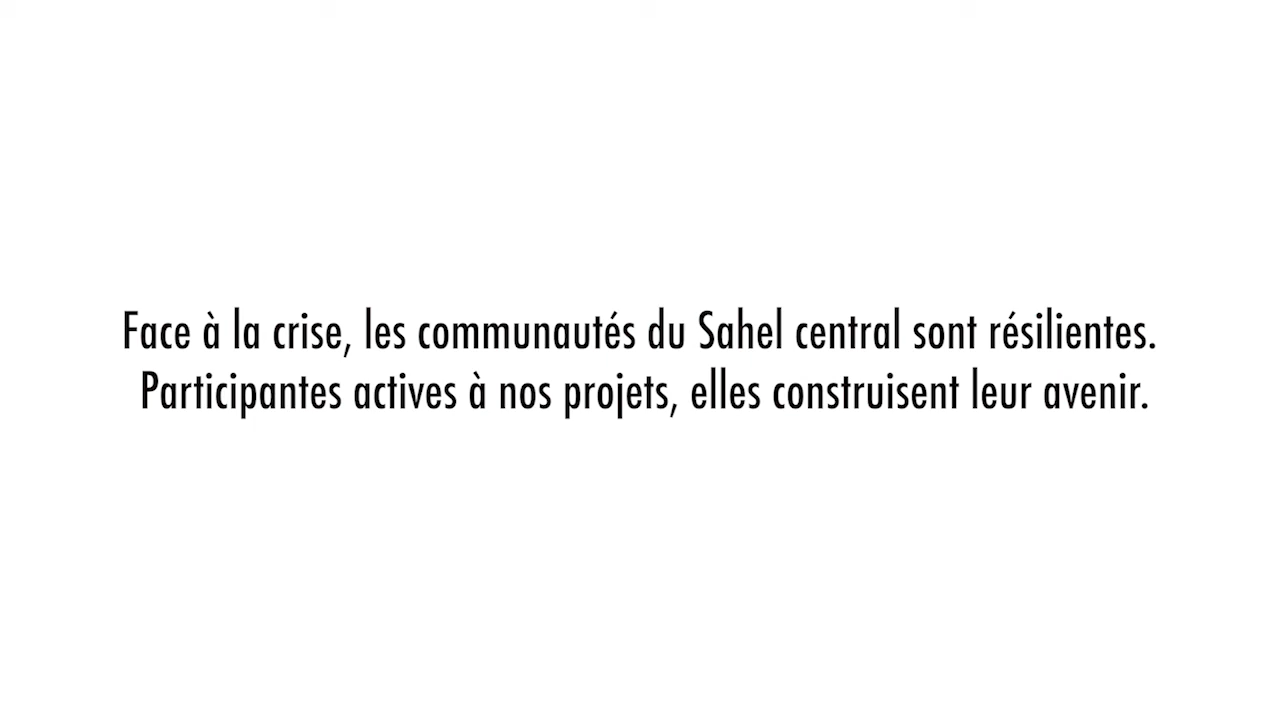 Face à la crise, les communautés du Sahel central sont résilientes.
Participantes actives à nos projets, elles construisent leur avenir.